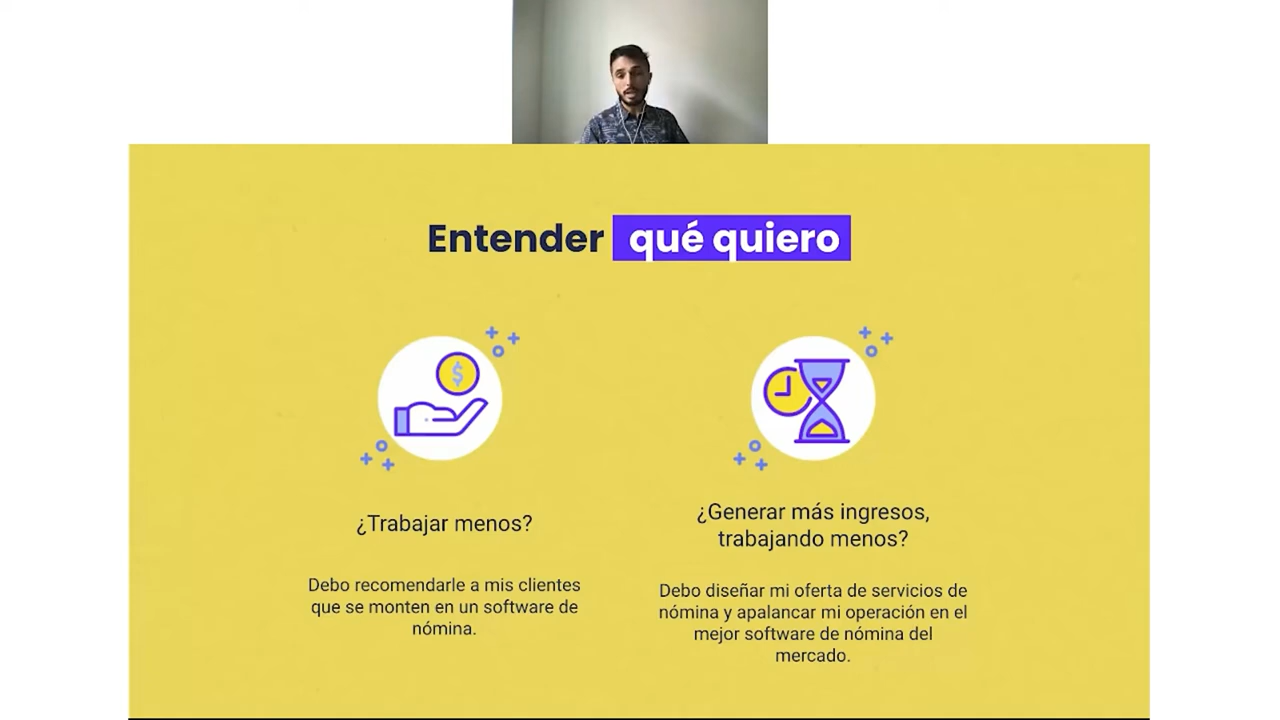 Entender qué quiero
$
¿Trabajar menos?
Debo recomendarle a mis clientes
que se monten en un software de
nómina.
¿Generar más ingresos,
trabajando menos?
Debo diseñar mi oferta de servicios de
nómina y apalancar mi operación en el
mejor software de nómina del
mercado.